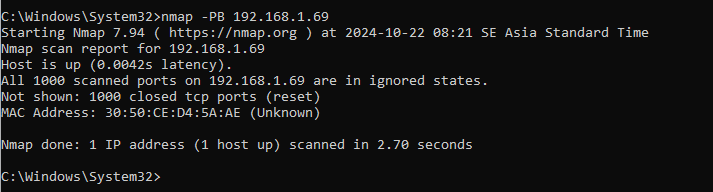 C:\Windows\System32>nmap -PB 192.168.1.69
Starting Nmap 7.94 ( https://nmap.org ) at 2024-10-22 08:21 SE Asia Standard Time
Nmap scan report for 192.168.1.69
Host is up (0.0042s latency).
All 1000 scanned ports on 192.168.1.69 are in ignored states.
Not shown: 1000 closed tcp ports (reset)
MAC Address: 30:50:CE:D4:5A:AE (Unknown)
Nmap done: 1 IP address (1 host up) scanned in 2.70 seconds
C:\Windows\System32>